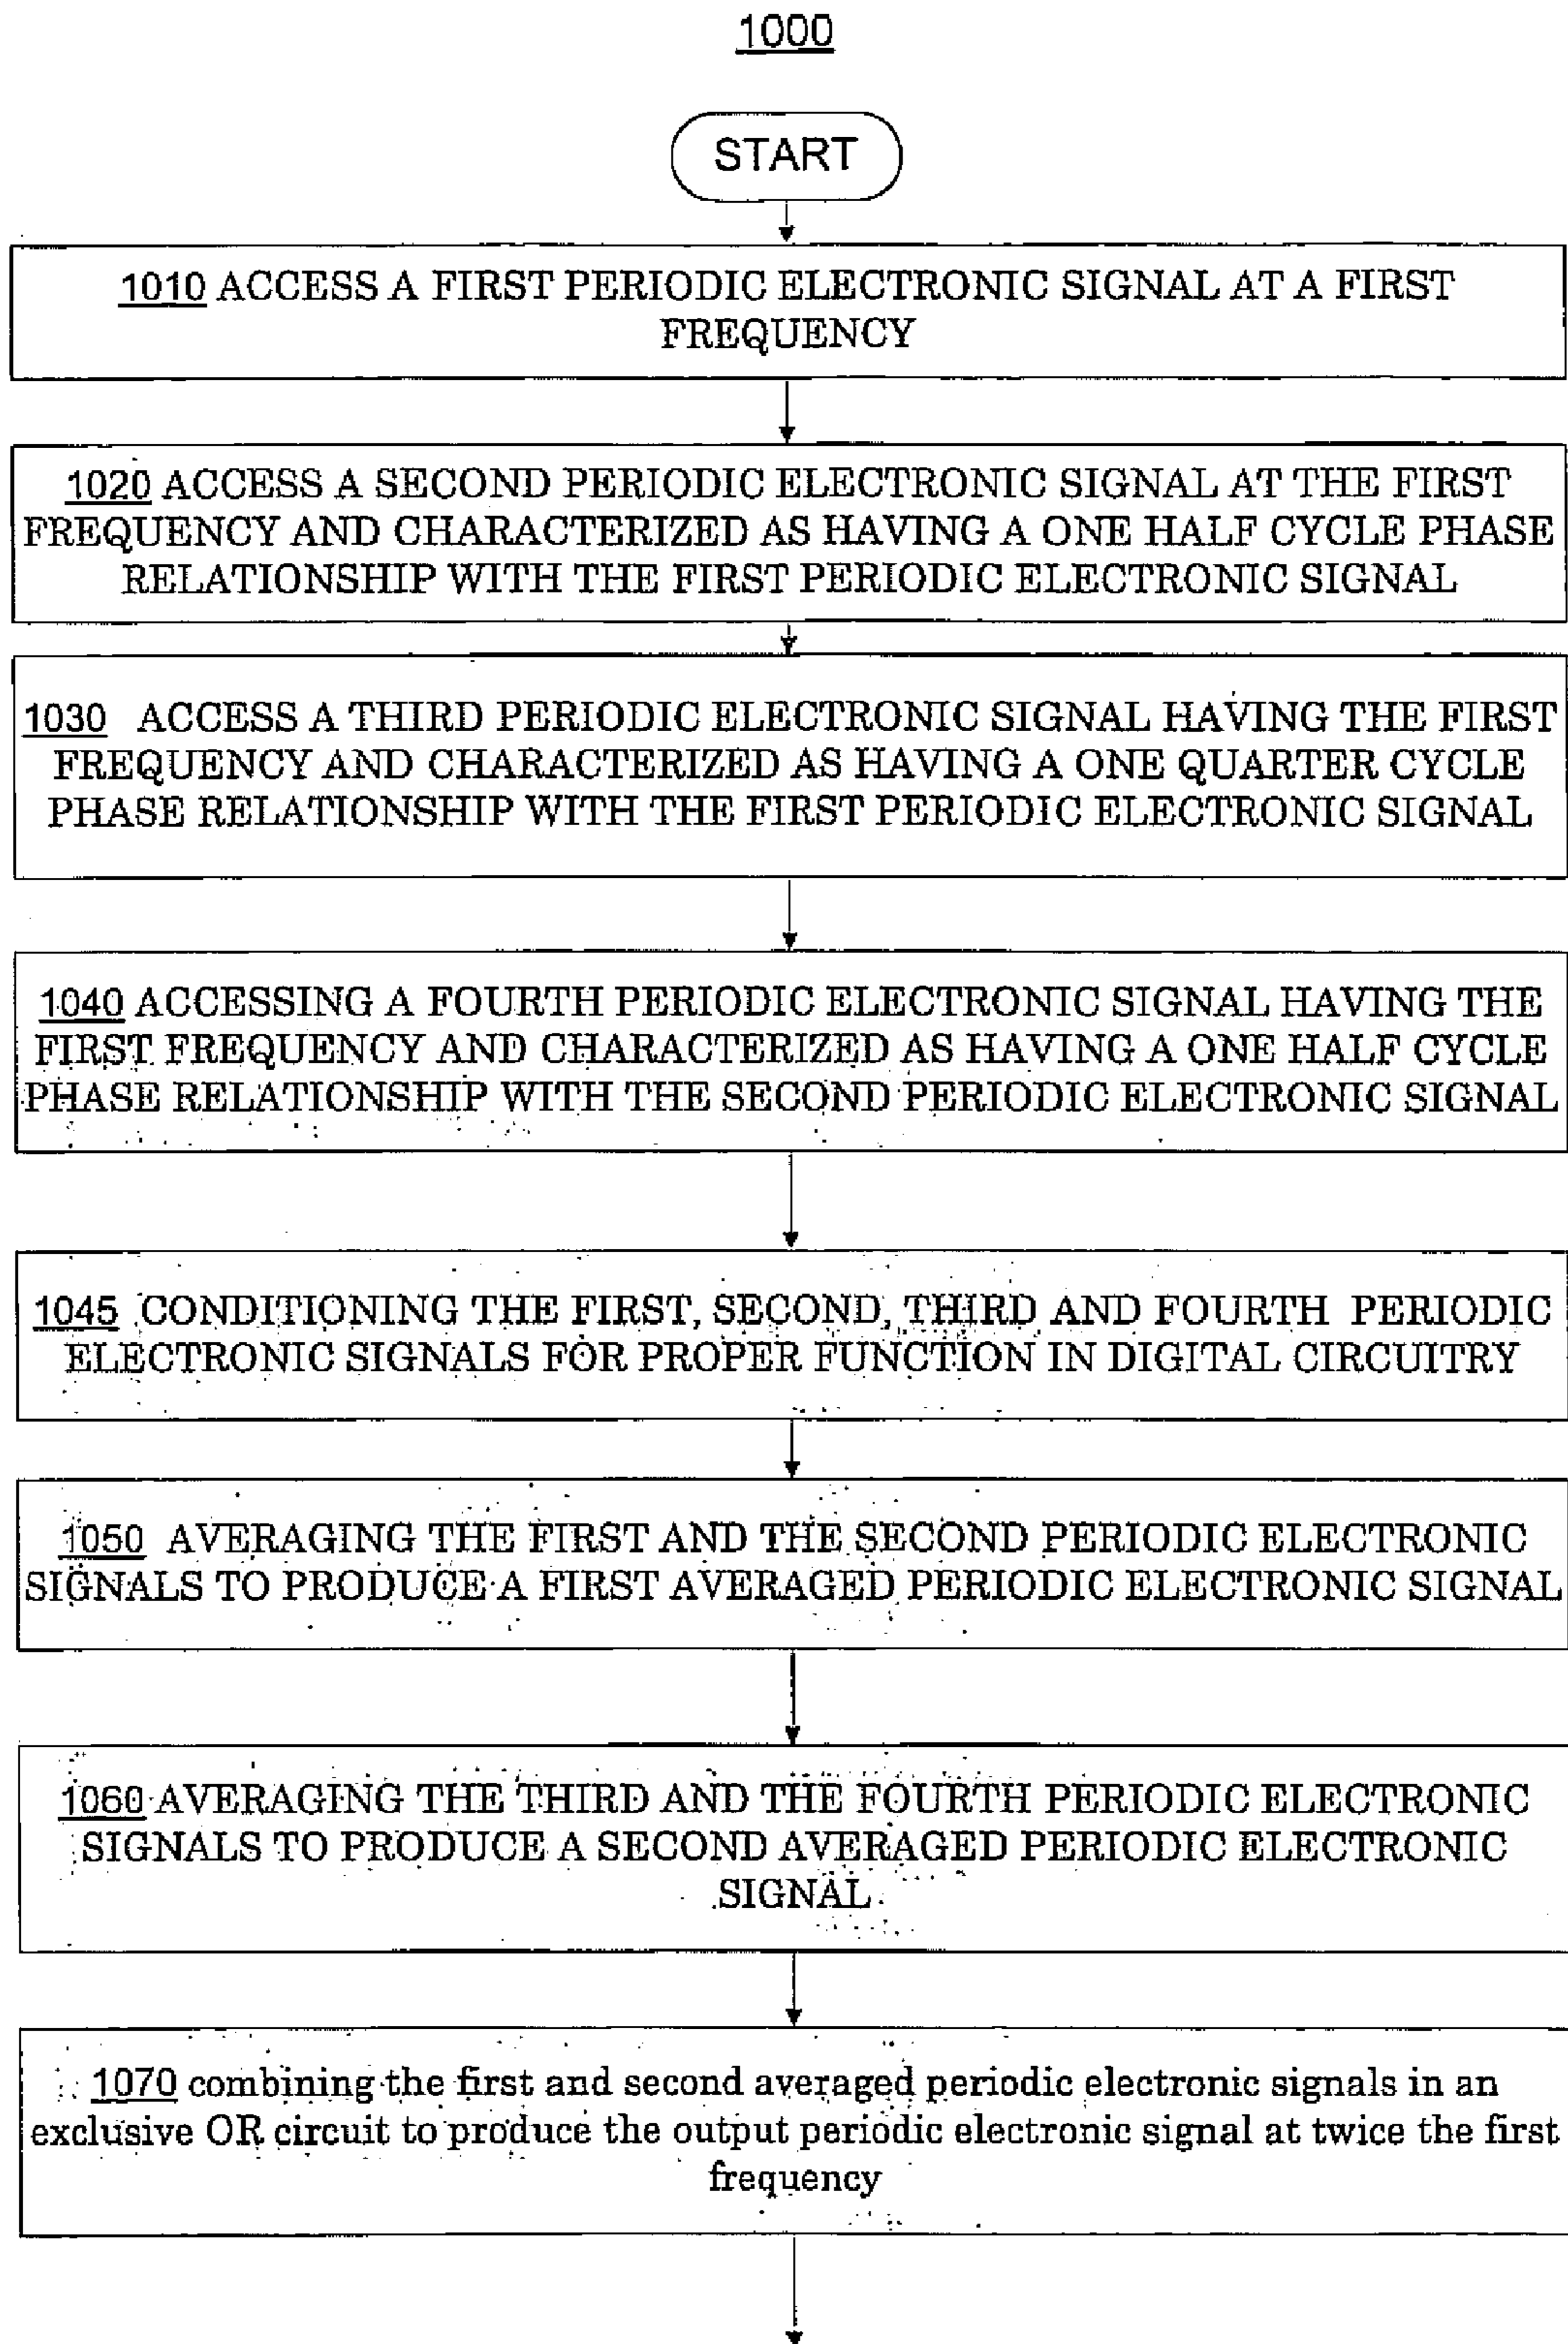 1000
START
1010 ACCESS A FIRST PERIODIC ELECTRONIC SIGNAL AT A FIRST
FREQUENCY
1020 ACCESS A SECOND PERIODIC ELECTRONIC SIGNAL AT THE FIRST
FREQUENCY AND CHARACTERIZED AS HAVING A ONE HALF CYCLE PHASE
RELATIONSHIP WITH THE FIRST PERIODIC ELECTRONIC SIGNAL
1030 ACCESS A THIRD PERIODIC ELECTRONIC SIGNAL HAVING THE FIRST
FREQUENCY AND CHARACTERIZED AS HAVING A ONE QUARTER CYCLE
PHASE RELATIONSHIP WITH THE FIRST PERIODIC ELECTRONIC SIGNAL
1040 ACCESSING A FOURTH PERIODIC ELECTRONIC SIGNAL HAVING THE
FIRST FREQUENCY AND CHARACTERIZED AS HAVING A ONE HALF CYCLE
PHASE RELATIONSHIP WITH THE SECOND PERIODIC ELECTRONIC SIGNAL
1045 CONDITIONING THE FIRST, SECOND, THIRD AND FOURTH PERIODIC
ELECTRONIC SIGNALS FOR PROPER FUNCTION IN DIGITAL CIRCUITRY
1050 AVERAGING THE FIRST AND THE SECOND PERIODIC ELECTRONIC
SIGNALS TO PRODUCE A FIRST AVERAGED PERIODIC ELECTRONIC SIGNAL
1060 AVERAGING THE THIRD AND THE FOURTH PERIODIC ELECTRONIC
SIGNALS TO PRODUCE A SECOND AVERAGED PERIODIC ELECTRONIC
SIGNAL
1070 combining the first and second averaged periodic electronic signals in an
exclusive OR circuit to produce the output periodic electronic signal at twice the first
frequency